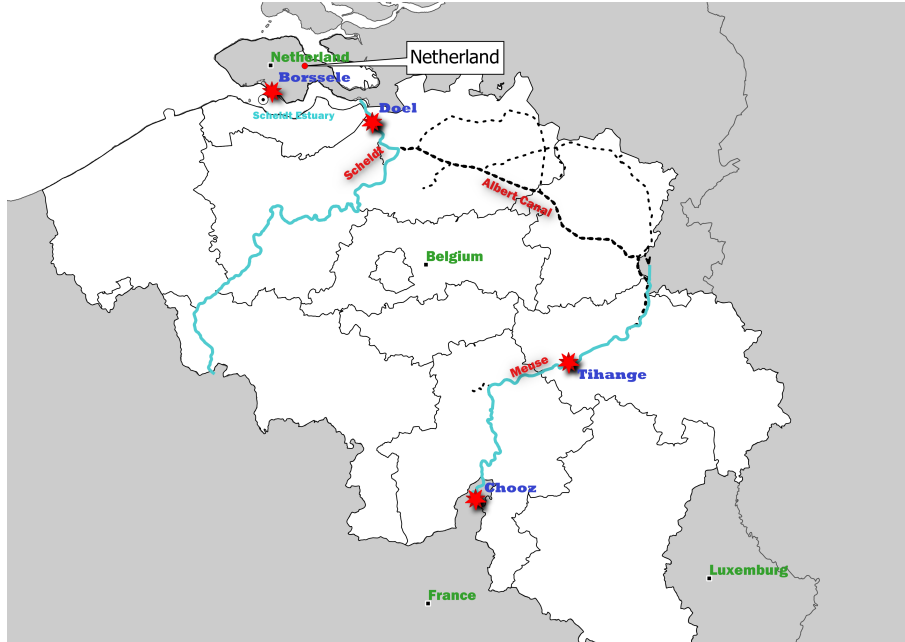 Netherland
Netherland
Borssele
Scheldt Estuary
Doel
Scheldt
Albert Canal
Belgium
Meuse
Tihange
Chooz
Luxemburg
France